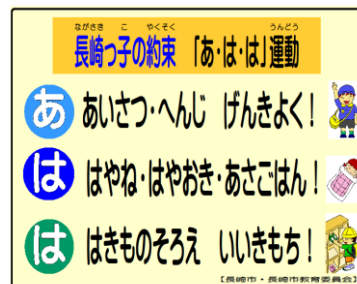 ながさき こ やくそく うんどう
長崎っ子の約束 「あ・は・は」運動
あ あいさつ・へんじ げんきよく!
は はやね・はやおき・あさごはん!
は はきものそろえ いいきもち!
【長崎市・長崎市教育委員会】